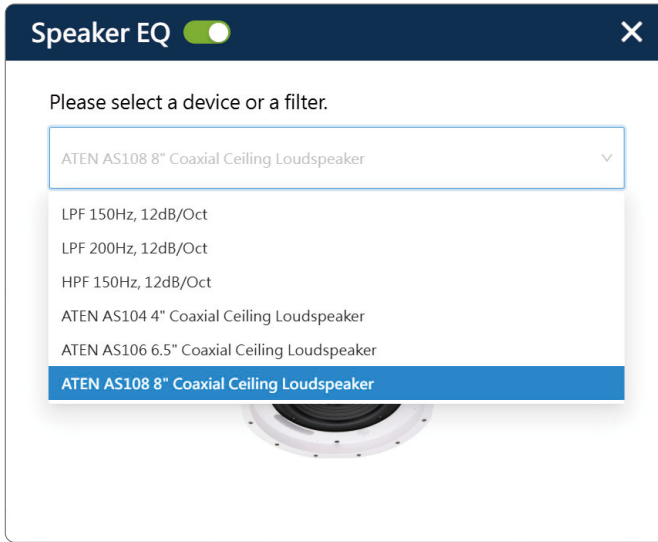 Speaker EQ
Please select a device or a filter.
ATEN AS108 8" Coaxial Ceiling Loudspeaker
LPF 150Hz, 12dB/Oct
LPF 200Hz, 12dB/Oct
HPF 150Hz, 12dB/Oct
ATEN AS104 4" Coaxial Ceiling Loudspeaker
ATEN AS106 6.5" Coaxial Ceiling Loudspeaker
ATEN AS108 8" Coaxial Ceiling Loudspeaker